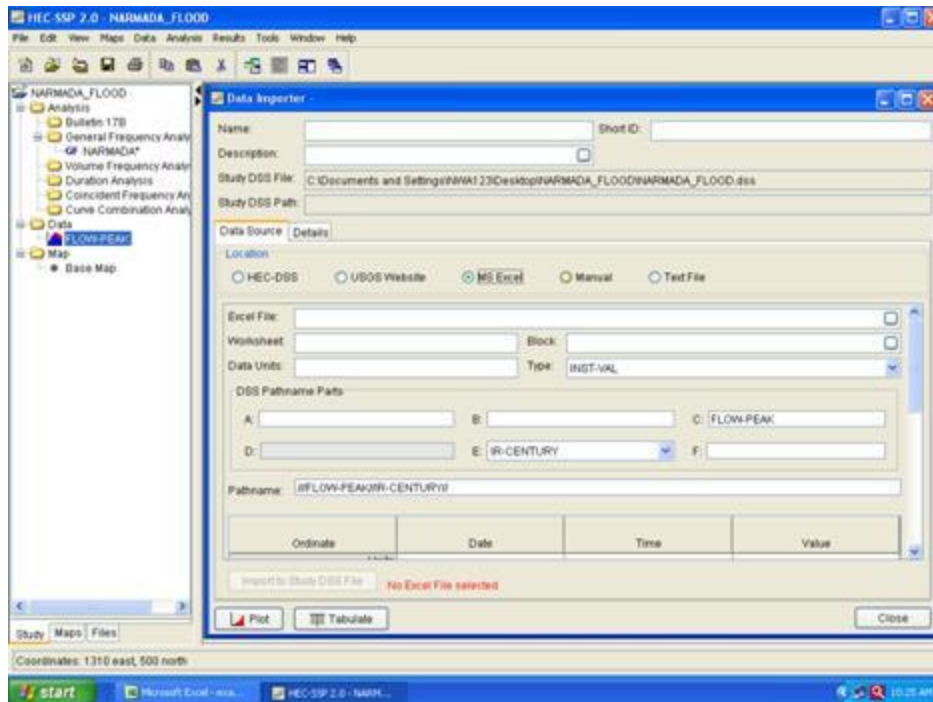 HEC-SSP 2.0 - NARMADA_FLOOD
File Edit View Maps Data Analysis Results Tools Window Help
NARMADA_FLOOD
Analysis
Bulletin 17B
General Frequency Analy
GF NARMADA*
Volume Frequency Analy
Duration Analysis
Coincident Frequency An
Curve Combination Analy
Data
FLOW-PEAK
Map
Base Map
Study Maps Files
Data Importer -
Name: Short ID:
Description:
Study DSS File: C:\Documents and Settings\NWA123\Desktop\NARMADA_FLOOD\NARMADA_FLOOD.dss
Study DSS Path:
Data Source Details
Location
HEC-DSS USGS Website MS Excel Manual Text File
Excel File:
Worksheet: Block:
Data Units: Type: INST-VAL
DSS Pathname Parts
A: B: C: FLOW-PEAK
D: E: IR-CENTURY F:
Pathname: ///FLOW-PEAK//IR-CENTURY//
Ordinate Date Time Value
Units
Import to Study DSS File No Excel File selected
Plot Tabulate Close
Coordinates: 1310 east, 500 north
start Microsoft Excel - exa... HEC-SSP 2.0 - NARM... 10:25 AM